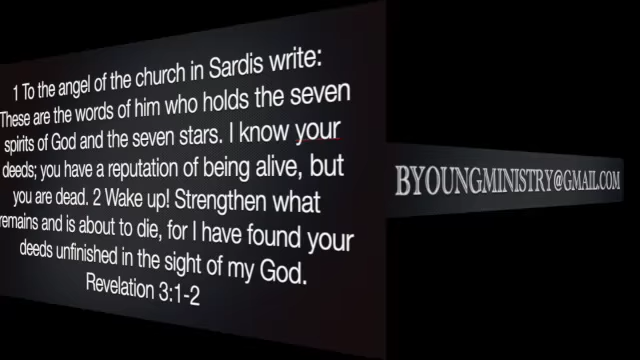 1 To the angel of the church in Sardis write:
These are the words of him who holds the seven
spirits of God and the seven stars. I know your
deeds; you have a reputation of being alive, but
you are dead. 2 Wake up! Strengthen what
remains and is about to die, for I have found your
deeds unfinished in the sight of my God.
Revelation 3:1-2
BYOUNGMINISTRY@GMAIL.COM